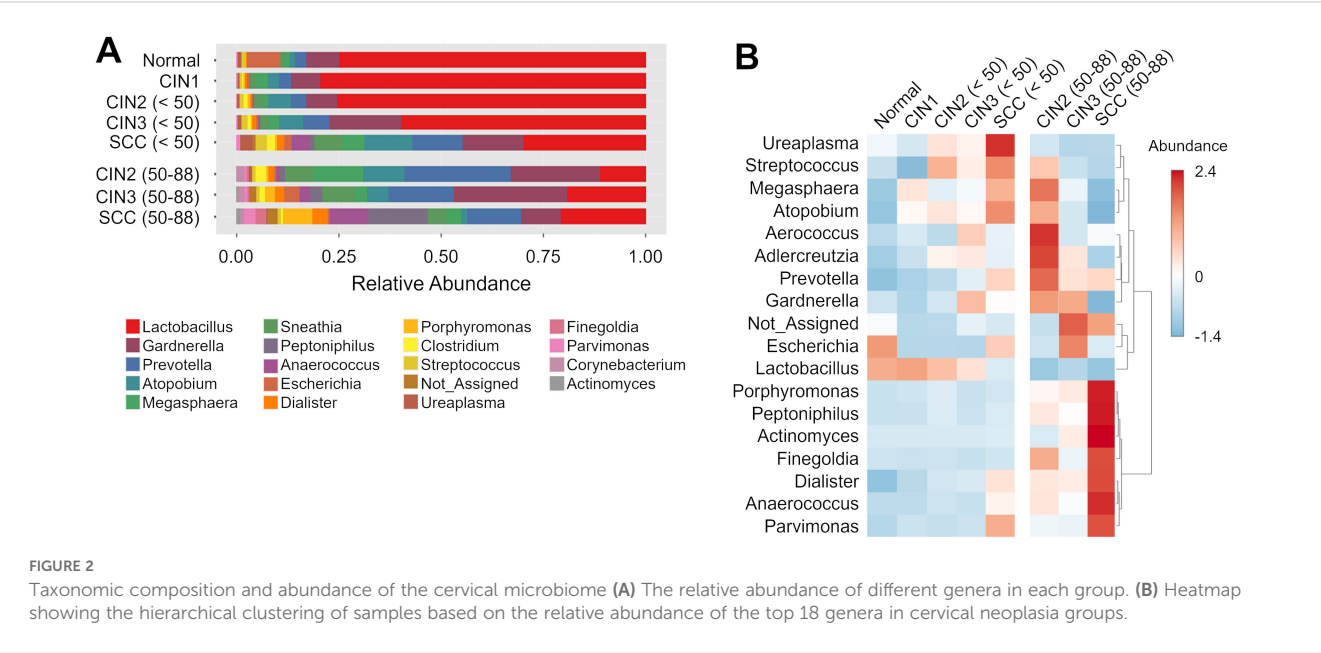 A
Normal
CIN1
CIN2 (< 50)
CIN3 (< 50)
SCC (< 50)
CIN2 (50-88)
CIN3 (50-88)
SCC (50-88)
0.00 0.25 0.50 0.75 1.00
Relative Abundance
Lactobacillus Sneathia Porphyromonas Finegoldia
Gardnerella Peptoniphilus Clostridium Parvimonas
Prevotella Anaerococcus Streptococcus Corynebacterium
Atopobium Escherichia Not_Assigned Actinomyces
Megasphaera Dialister Ureaplasma
B
Normal CIN1 CIN2 (< 50) CIN3 (< 50) SCC (< 50) CIN2 (50-88) CIN3 (50-88) SCC (50-88)
Ureaplasma
Streptococcus
Megasphaera
Atopobium
Aerococcus
Adlercreutzia
Prevotella
Gardnerella
Not_Assigned
Escherichia
Lactobacillus
Porphyromonas
Peptoniphilus
Actinomyces
Finegoldia
Dialister
Anaerococcus
Parvimonas
Abundance
2.4
0
-1.4
FIGURE 2
Taxonomic composition and abundance of the cervical microbiome (A) The relative abundance of different genera in each group. (B) Heatmap
showing the hierarchical clustering of samples based on the relative abundance of the top 18 genera in cervical neoplasia groups.